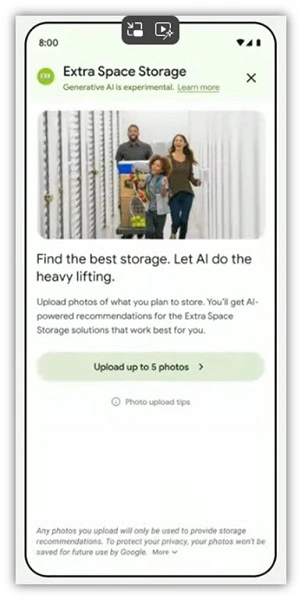 8:00
EXR
Extra Space Storage
Generative AI is experimental. Learn more
Find the best storage. Let AI do the
heavy lifting.
Upload photos of what you plan to store. You'll get AI-
powered recommendations for the Extra Space
Storage solutions that work best for you.
Upload up to 5 photos
Photo upload tips
Any photos you upload will only be used to provide storage
recommendations. To protect your privacy, your photos won't be
saved for future use by Google. More